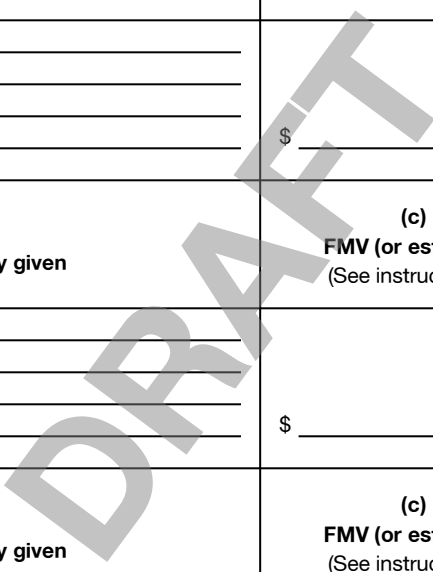 $
(c)
y given
FMV (or est
(See instruc
$
(c)
y given
FMV (or est
(See instruc
DRAFT